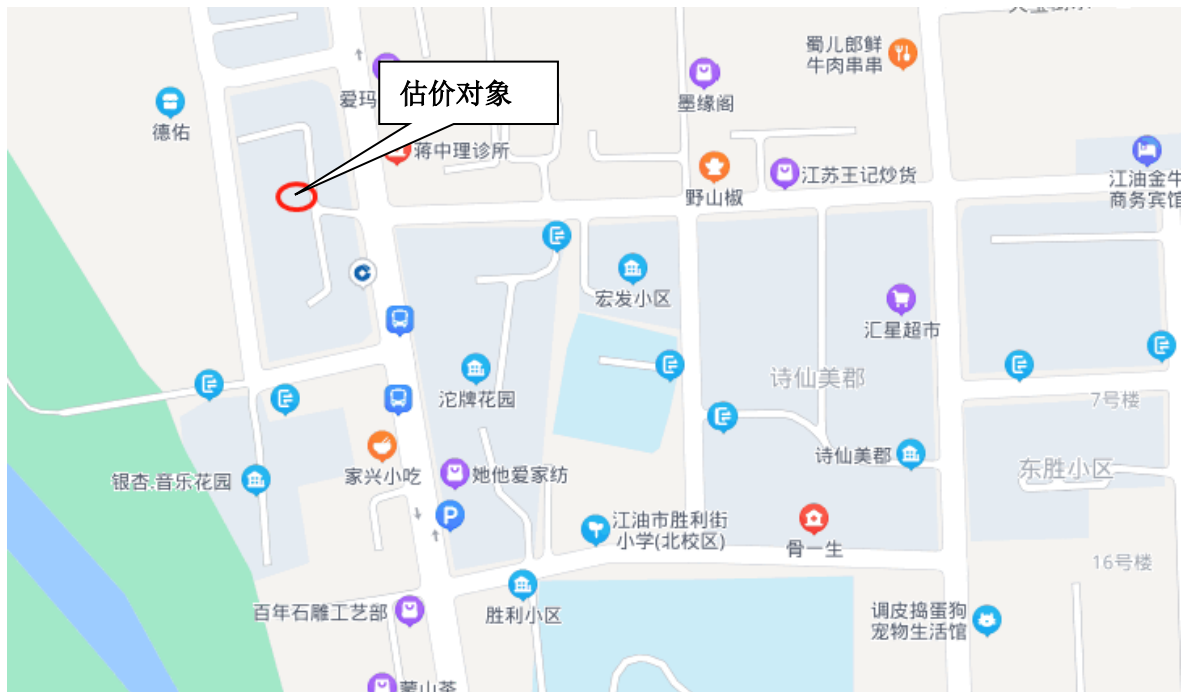 蜀儿郎鲜
牛肉串串
估价对象
爱玛
墨缘阁
德佑
蒋中理诊所
江苏王记炒货
野山椒
江油金牛
商务宾馆
宏发小区
汇星超市
诗仙美郡
沱牌花园
7号楼
诗仙美郡
东胜小区
银杏.音乐花园
家兴小吃
她他爱家纺
P
江油市胜利街
小学(北校区)
骨一生
16号楼
百年石雕工艺部
胜利小区
调皮捣蛋狗
宠物生活馆
蒙山茶